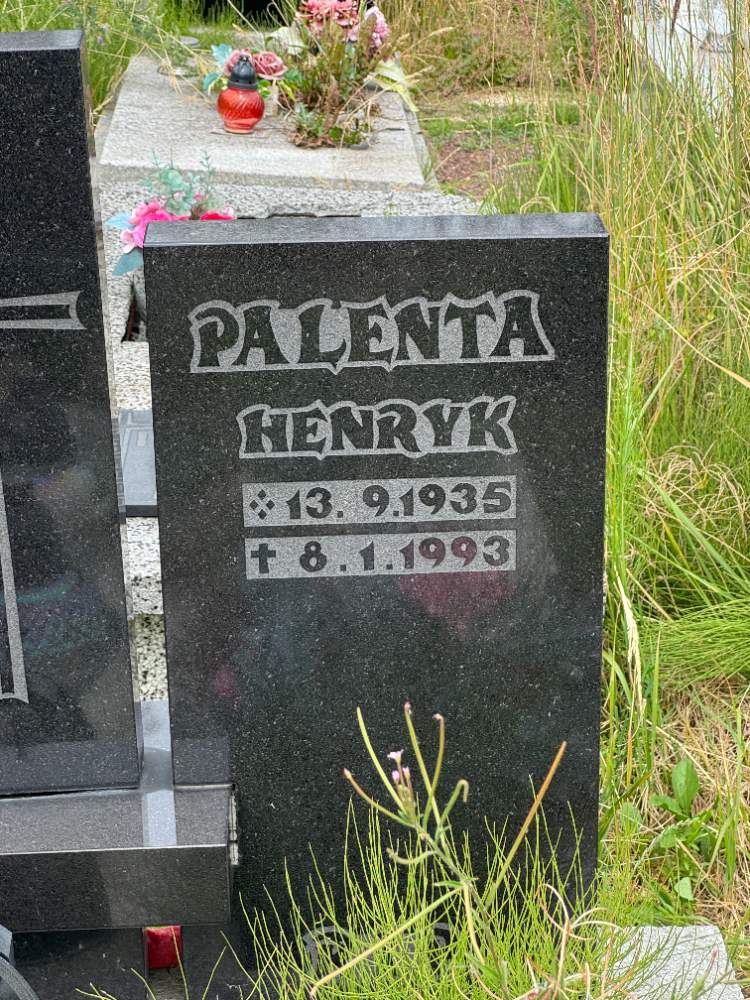 PALENTA
HENRYK
13. 9.1935
✝ 8.1.1993